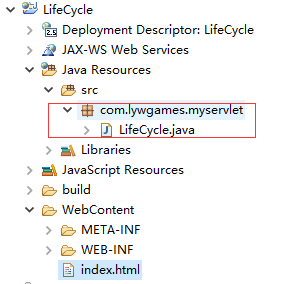 LifeCycle
Deployment Descriptor: LifeCycle
JAX-WS Web Services
Java Resources
src
com.lywgames.myservlet
LifeCycle.java
Libraries
JavaScript Resources
build
WebContent
META-INF
WEB-INF
index.html